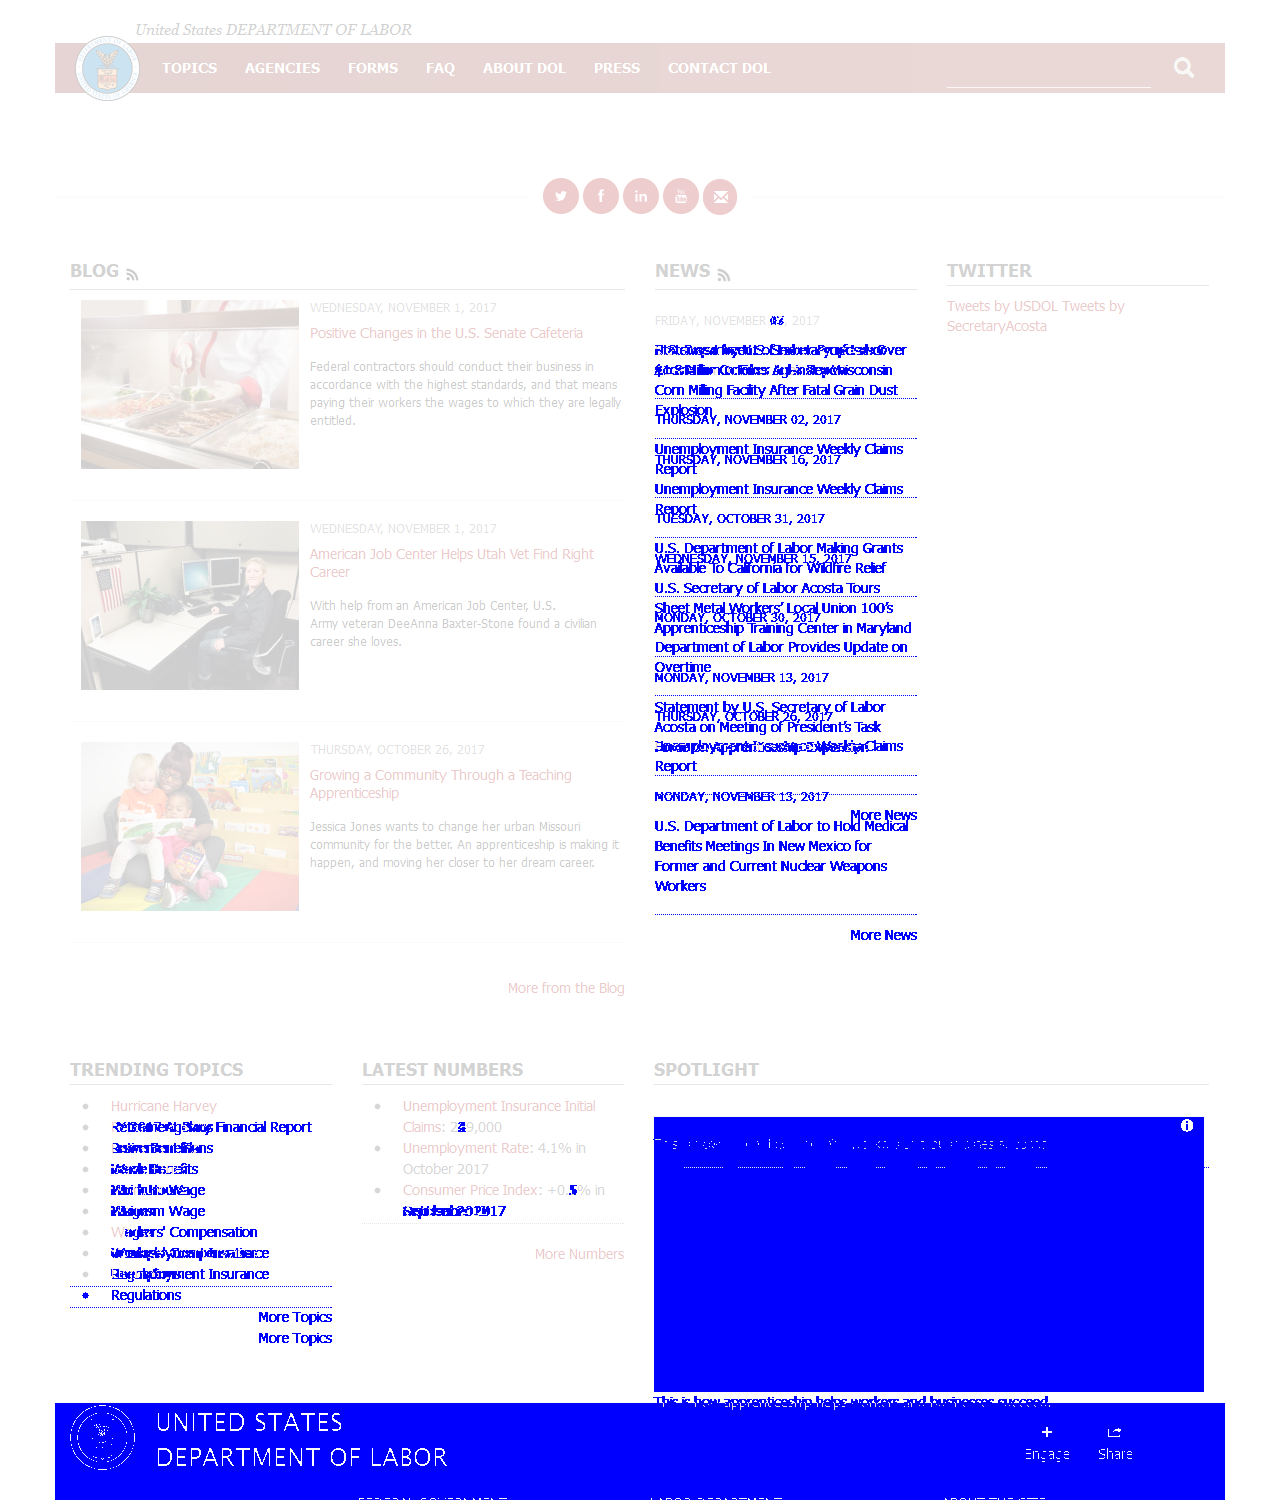 United States DEPARTMENT OF LABOR
TOPICS AGENCIES FORMS FAQ ABOUT DOL PRESS CONTACT DOL
BLOG
WEDNESDAY, NOVEMBER 1, 2017
Positive Changes in the U.S. Senate Cafeteria
Federal contractors should conduct their business in
accordance with the highest standards, and that means
paying their workers the wages to which they are legally
entitled.
WEDNESDAY, NOVEMBER 1, 2017
American Job Center Helps Utah Vet Find Right
Career
With help from an American Job Center, U.S.
Army veteran DeeAnna Baxter-Stone found a civilian
career she loves.
THURSDAY, OCTOBER 26, 2017
Growing a Community Through a Teaching
Apprenticeship
Jessica Jones wants to change her urban Missouri
community for the better. An apprenticeship is making it
happen, and moving her closer to her dream career.
More from the Blog
NEWS
FRIDAY, NOVEMBER 2017
Corn Milling Facility After Fatal Grain Dust
Explosion
THURSDAY, NOVEMBER 02, 2017
Unemployment Insurance Weekly Claims
THURSDAY, NOVEMBER 16, 2017
Report
Unemployment Insurance Weekly Claims
Report
TUESDAY, OCTOBER 31, 2017
U.S. Department of Labor Making Grants
WEDNESDAY, NOVEMBER 15, 2017
Available To California for Wildfire Relief
U.S. Secretary of Labor Acosta Tours
Sheet Metal Workers' Local Union 100's
MONDAY, OCTOBER 30, 2017
Apprenticeship Training Center in Maryland
Department of Labor Provides Update on
Overtime
MONDAY, NOVEMBER 13, 2017
Statement by U.S. Secretary of Labor
THURSDAY, OCTOBER 26, 2017
Acosta on Meeting of President's Task
Claims
Report
MONDAY, NOVEMBER 13, 2017
More News
U.S. Department of Labor to Hold Medical
Benefits Meetings In New Mexico for
Former and Current Nuclear Weapons
Workers
More News
TWITTER
Tweets by USDOL Tweets by
SecretaryAcosta
TRENDING TOPICS
Hurricane Harvey
Financial Report
Benefits
Wage
Wage
Workers' Compensation
Insurance
Unemployment Insurance
Regulations
More Topics
More Topics
LATEST NUMBERS
Unemployment Insurance Initial
Claims:
Unemployment Rate: 4.1% in
October 2017
Consumer Price Index: in
2017
More Numbers
SPOTLIGHT
This is how apprenticeship helps workers and businesses succeed.
UNITED STATES
DEPARTMENT OF LABOR
Engage Share
FEDERAL GOVERNMENT LABOR DEPARTMENT ABOUT THE SITE